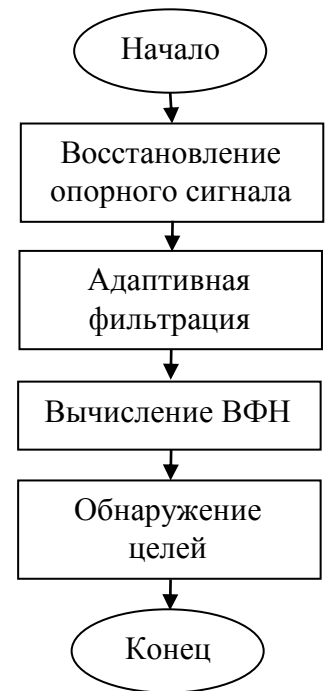 Начало
Восстановление
опорного сигнала
Адаптивная
фильтрация
Вычисление ВФН
Обнаружение
целей
Конец